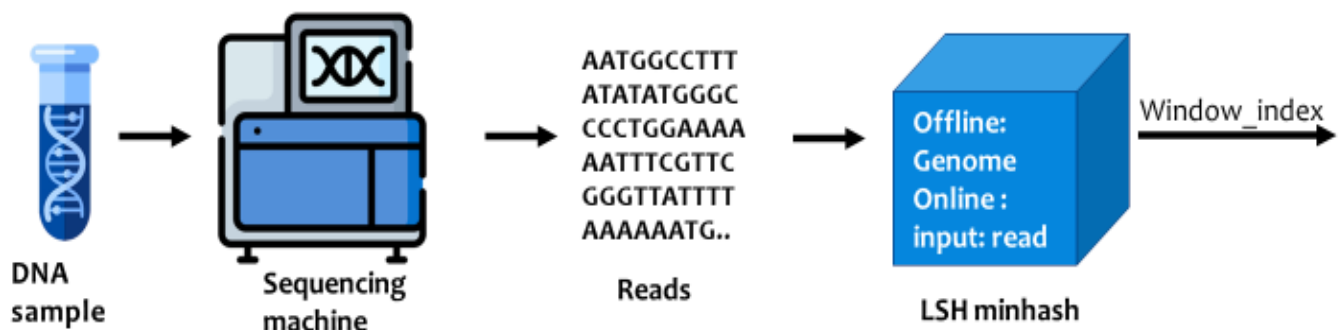 DNA
sample
Sequencing
machine
AATGGCCTTT
ATATATGGGC
CCCTGGAAAA
AATTTCGTTC
GGGTTATTTT
AAAAAATG..
Reads
Offline:
Genome
Online :
input: read
LSH minhash
Window_index